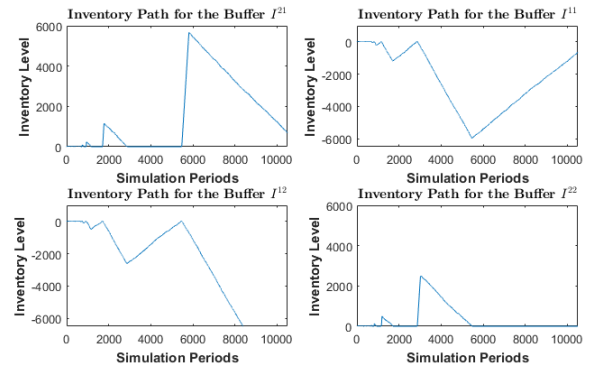 Inventory Path for the Buffer I²¹
6000
4000
2000
0
0 2000 4000 6000 8000 10000
Inventory Level
Simulation Periods
Inventory Path for the Buffer I¹¹
0
-2000
-4000
-6000
0 2000 4000 6000 8000 10000
Inventory Level
Simulation Periods
Inventory Path for the Buffer I¹²
0
-2000
-4000
-6000
0 2000 4000 6000 8000 10000
Inventory Level
Simulation Periods
Inventory Path for the Buffer I²²
6000
4000
2000
0
0 2000 4000 6000 8000 10000
Inventory Level
Simulation Periods